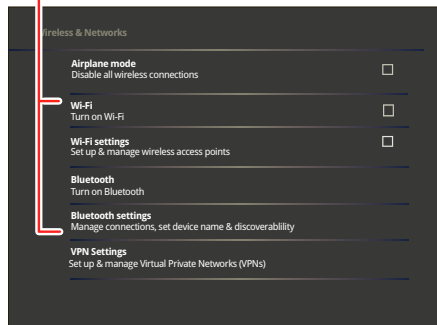 Wireless & Networks
Airplane mode
Disable all wireless connections
Wi-Fi
Turn on Wi-Fi
Wi-Fi settings
Set up & manage wireless access points
Bluetooth
Turn on Bluetooth
Bluetooth settings
Manage connections, set device name & discoverablility
VPN Settings
Set up & manage Virtual Private Networks (VPNs)